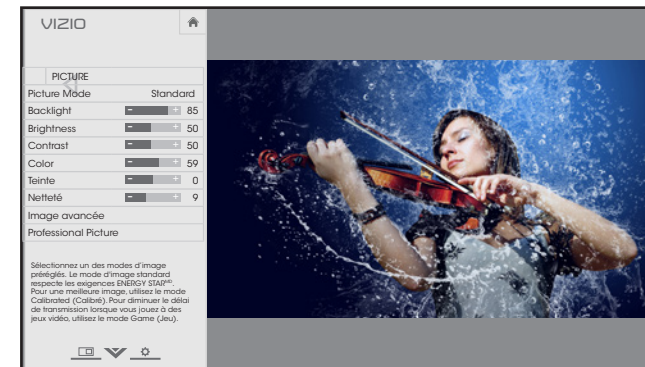 VIZIO
PICTURE
Picture Mode Standard
Backlight - + 85
Brightness - + 50
Contrast - + 50
Color - + 59
Teinte - + 0
Netteté - + 9
Image avancée
Professional Picture
Sélectionnez un des modes d'image
préréglés. Le mode d'image standard
respecte les exigences ENERGY STARᴹᴰ.
Pour une meilleure image, utilisez le mode
Calibrated (Calibré). Pour diminuer le délai
de transmission lorsque vous jouez à des
jeux vidéo, utilisez le mode Game (Jeu).